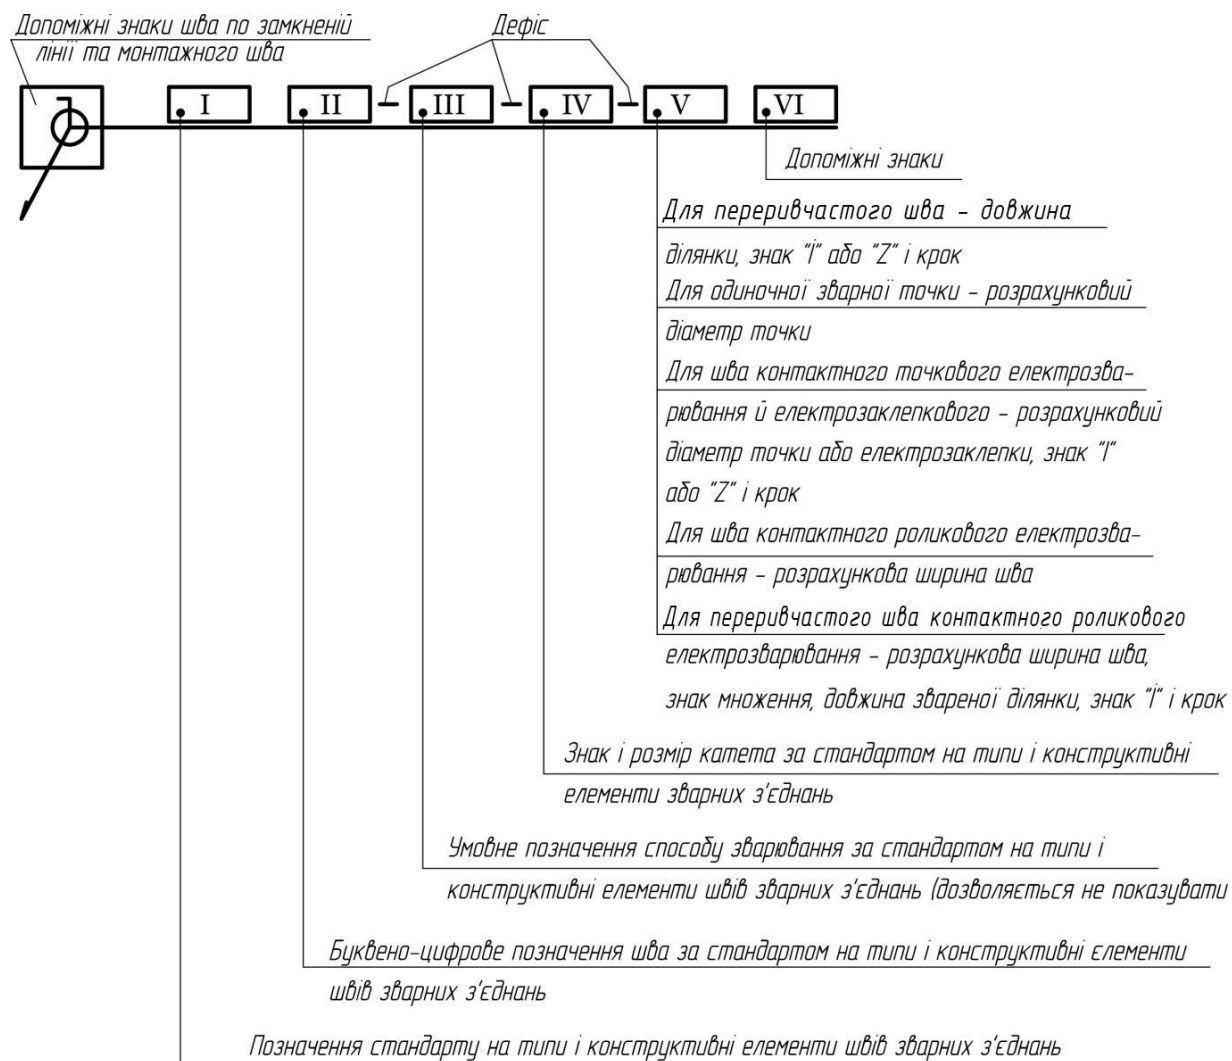 Допоміжні знаки шва по замкненій
лінії та монтажного шва
Дефіс
I II – III – IV – V VI
Допоміжні знаки
Для переривчастого шва – довжина
ділянки, знак "Ї" або "Z" і крок
Для одиночної зварної точки – розрахунковий
діаметр точки
Для шва контактного точкового електрозва-
рювання й електрозаклепкового – розрахунковий
діаметр точки або електрозаклепки, знак "І"
або "Z" і крок
Для шва контактного роликового електрозва-
рювання – розрахункова ширина шва
Для переривчастого шва контактного роликового
електрозварювання – розрахункова ширина шва,
знак множення, довжина звареної ділянки, знак "Ї" і крок
Знак і розмір катета за стандартом на типи і конструктивні
елементи зварних з'єднань
Умовне позначення способу зварювання за стандартом на типи і
конструктивні елементи швів зварних з'єднань (дозволяється не показувати
Буквено-цифрове позначення шва за стандартом на типи і конструктивні єлементи
швів зварних з'єднань
Позначення стандарту на типи і конструктивні елементи швів зварних з'єднань